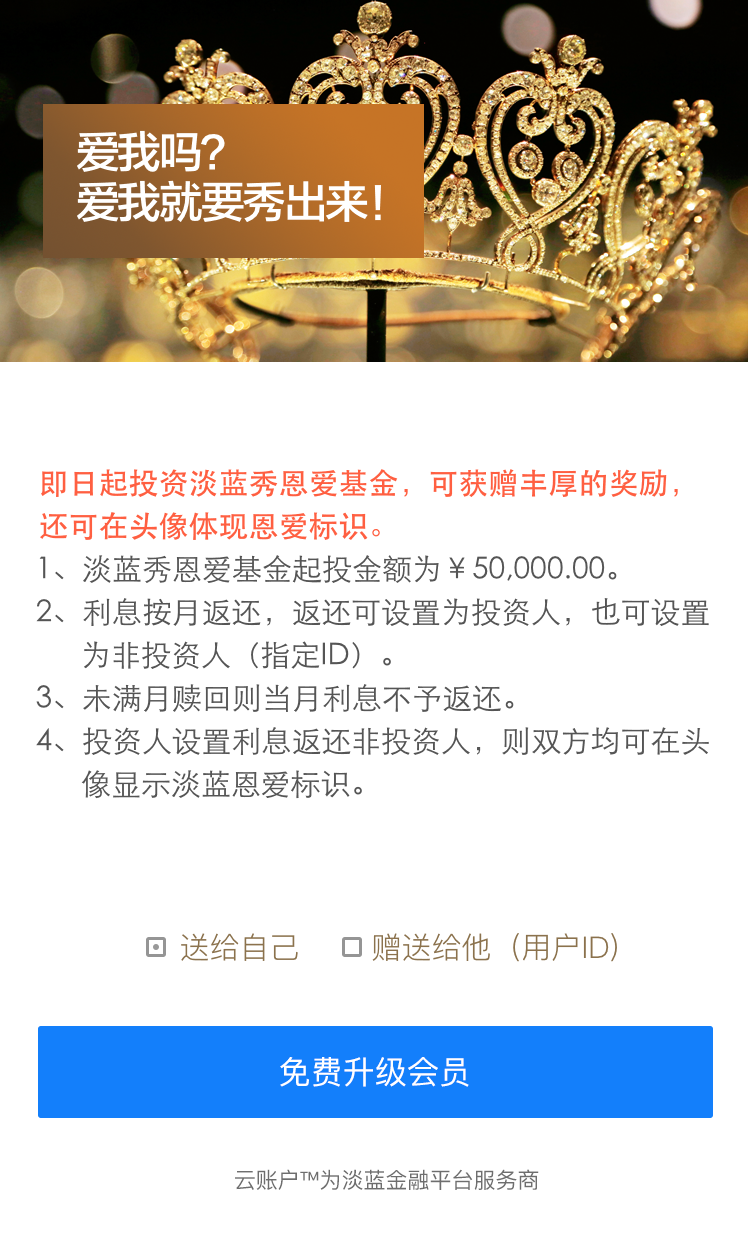 爱我吗?
爱我就要秀出来!
即日起投资淡蓝秀恩爱基金，可获赠丰厚的奖励，
还可在头像体现恩爱标识。
1、淡蓝秀恩爱基金起投金额为￥50,000.00。
2、利息按月返还，返还可设置为投资人，也可设置
为非投资人（指定ID）。
3、未满月赎回则当月利息不予返还。
4、投资人设置利息返还非投资人，则双方均可在头
像显示淡蓝恩爱标识。
送给自己 赠送给他（用户ID）
免费升级会员
云账户™为淡蓝金融平台服务商